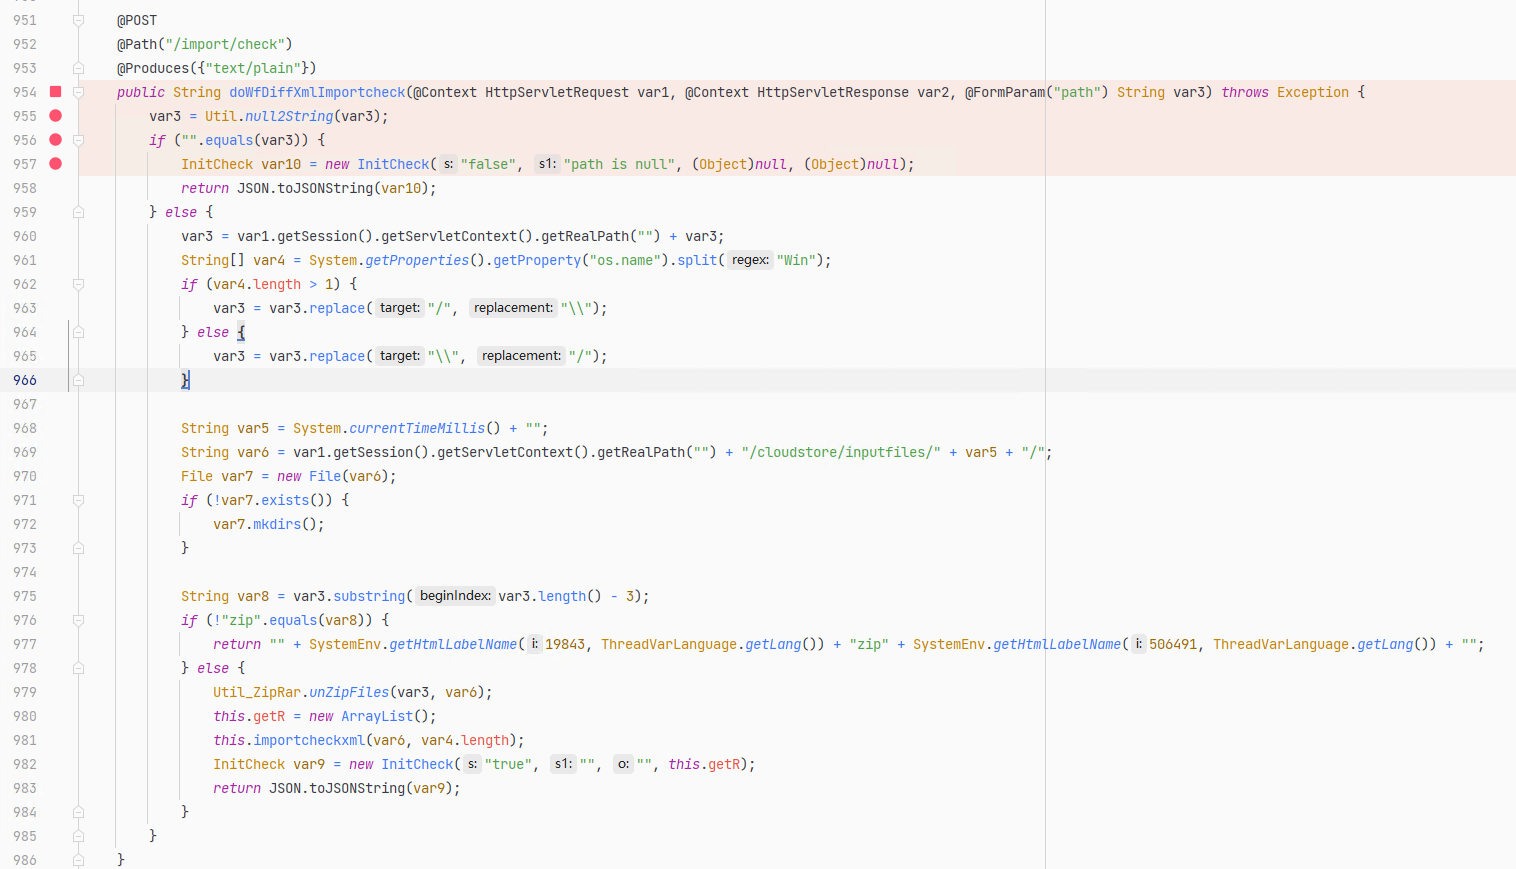 951 @POST
952 @Path("/import/check")
953 @Produces({"text/plain"})
954 public String doWfDiffXmlImportcheck(@Context HttpServletRequest var1, @Context HttpServletResponse var2, @FormParam("path") String var3) throws Exception {
955 var3 = Util.null2String(var3);
956 if ("".equals(var3)) {
957 InitCheck var10 = new InitCheck( s: "false", s1: "path is null", (Object)null, (Object)null);
958 return JSON.toJSONString(var10);
959 } else {
960 var3 = var1.getSession().getServletContext().getRealPath("") + var3;
961 String[] var4 = System.getProperties().getProperty("os.name").split( regex: "Win");
962 if (var4.length > 1) {
963 var3 = var3.replace( target: "/", replacement: "\\");
964 } else {
965 var3 = var3.replace( target: "\\", replacement: "/");
966 }
967
968 String var5 = System.currentTimeMillis() + "";
969 String var6 = var1.getSession().getServletContext().getRealPath("") + "/cloudstore/inputfiles/" + var5 + "/";
970 File var7 = new File(var6);
971 if (!var7.exists()) {
972 var7.mkdirs();
973 }
974
975 String var8 = var3.substring( beginIndex: var3.length() - 3);
976 if (!"zip".equals(var8)) {
977 return "" + SystemEnv.getHtmlLabelName( i: 19843, ThreadVarLanguage.getLang()) + "zip" + SystemEnv.getHtmlLabelName( i: 506491, ThreadVarLanguage.getLang()) + "";
978 } else {
979 Util_ZipRar.unZipFiles(var3, var6);
980 this.getR = new ArrayList();
981 this.importcheckxml(var6, var4.length);
982 InitCheck var9 = new InitCheck( s: "true", s1: "", o: "", this.getR);
983 return JSON.toJSONString(var9);
984 }
985 }
986 }